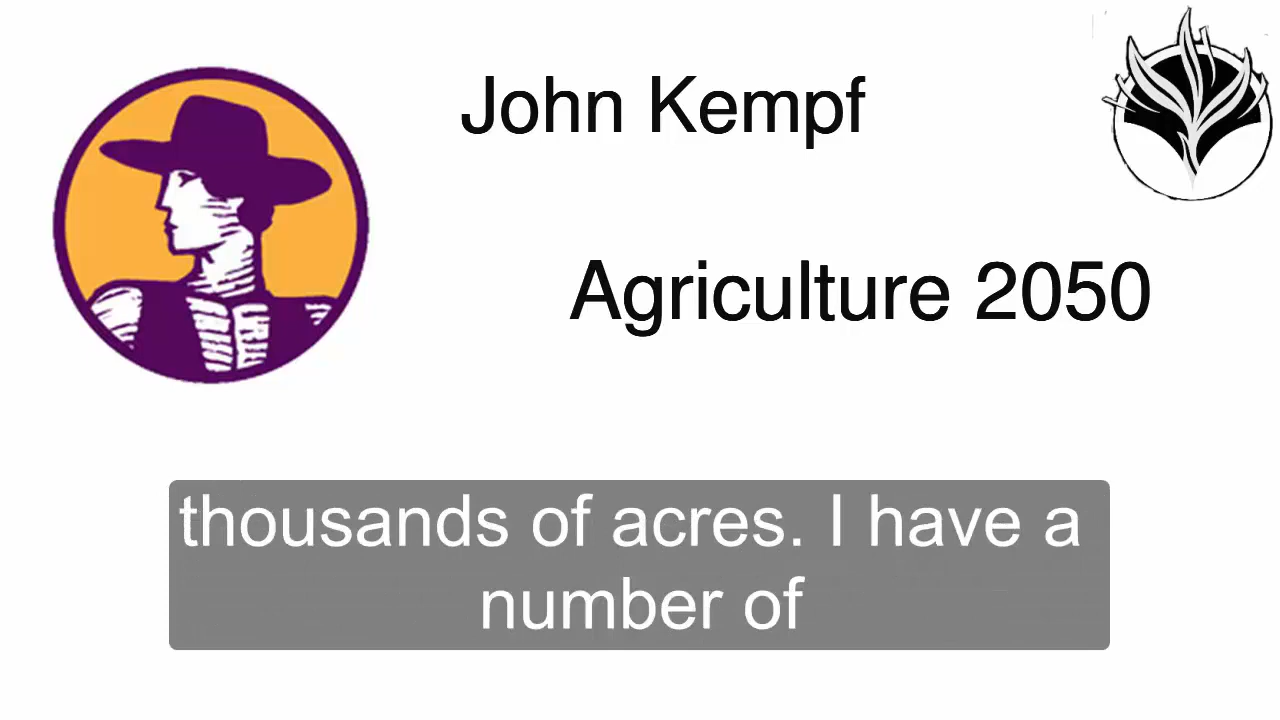 John Kempf
Agriculture 2050
thousands of acres. I have a
number of